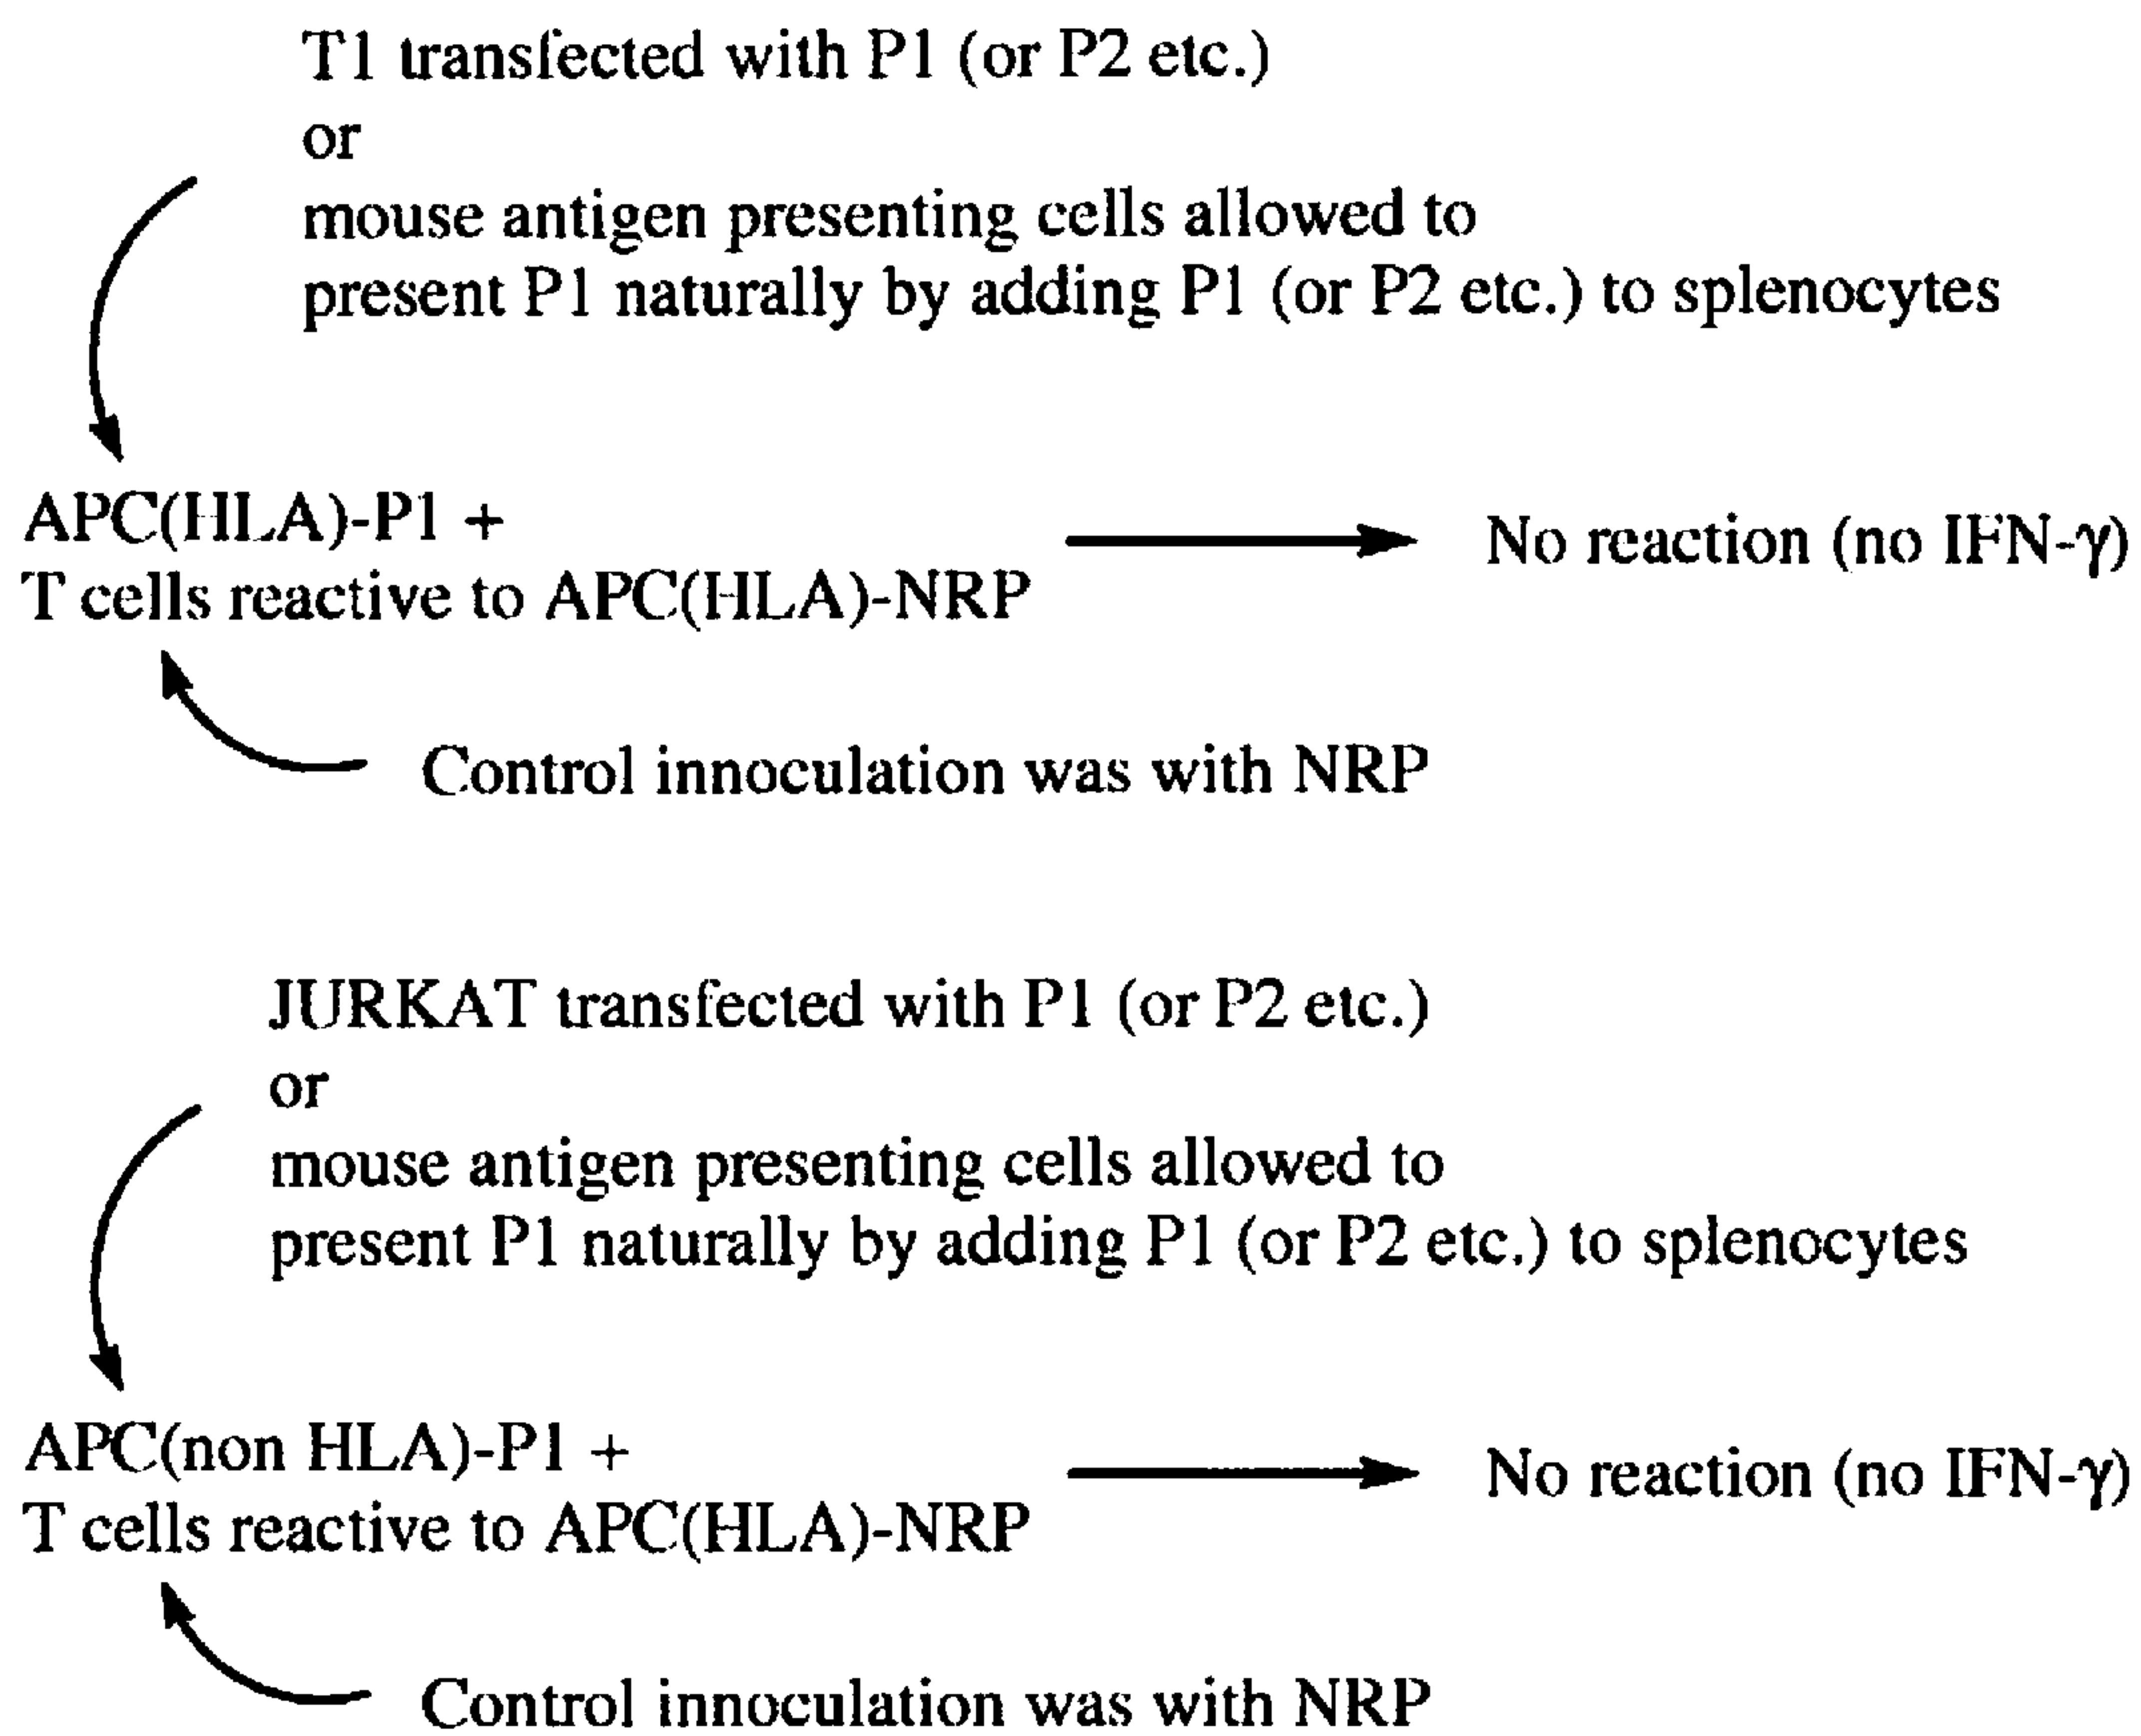 T1 transfected with P1 (or P2 etc.)
or
mouse antigen presenting cells allowed to
present P1 naturally by adding P1 (or P2 etc.) to splenocytes
APC(HLA)-P1 +
T cells reactive to APC(HLA)-NRP
No reaction (no IFN-γ)
Control innoculation was with NRP
JURKAT transfected with P1 (or P2 etc.)
or
mouse antigen presenting cells allowed to
present P1 naturally by adding P1 (or P2 etc.) to splenocytes
APC(non HLA)-P1 +
T cells reactive to APC(HLA)-NRP
No reaction (no IFN-γ)
Control innoculation was with NRP